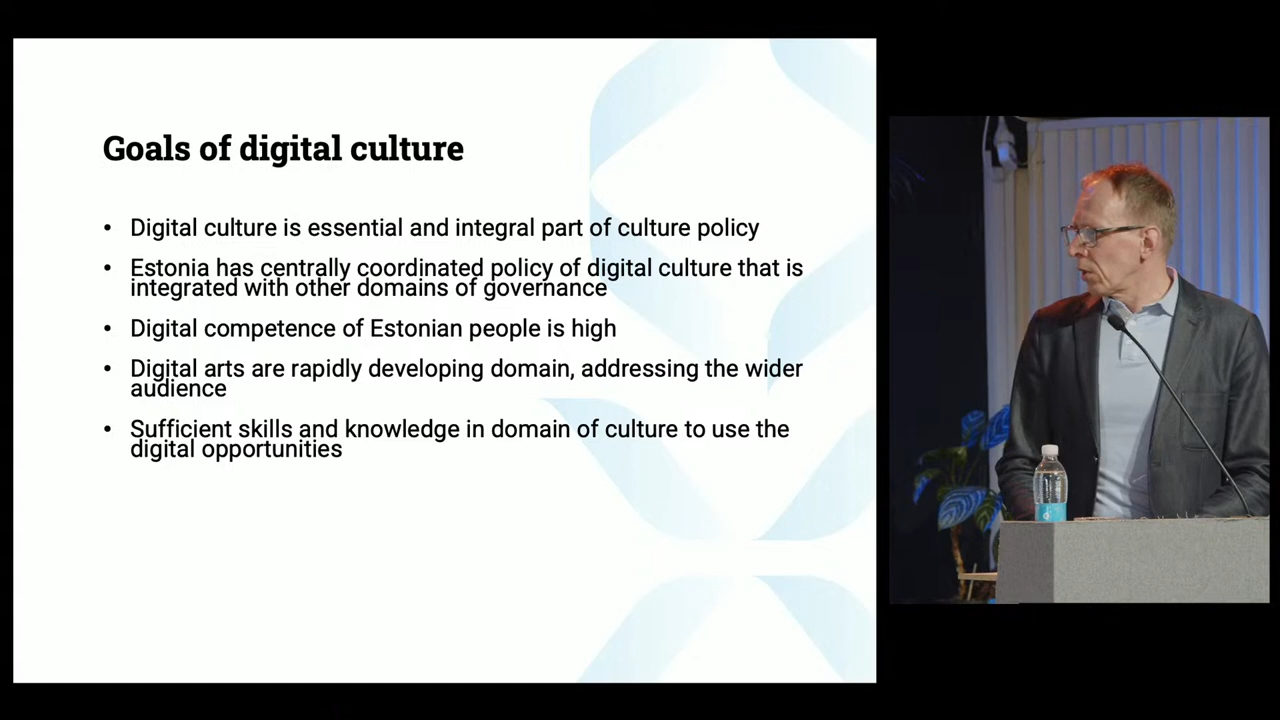 Goals of digital culture
• Digital culture is essential and integral part of culture policy
• Estonia has centrally coordinated policy of digital culture that is
integrated with other domains of governance
• Digital competence of Estonian people is high
• Digital arts are rapidly developing domain, addressing the wider
audience
• Sufficient skills and knowledge in domain of culture to use the
digital opportunities